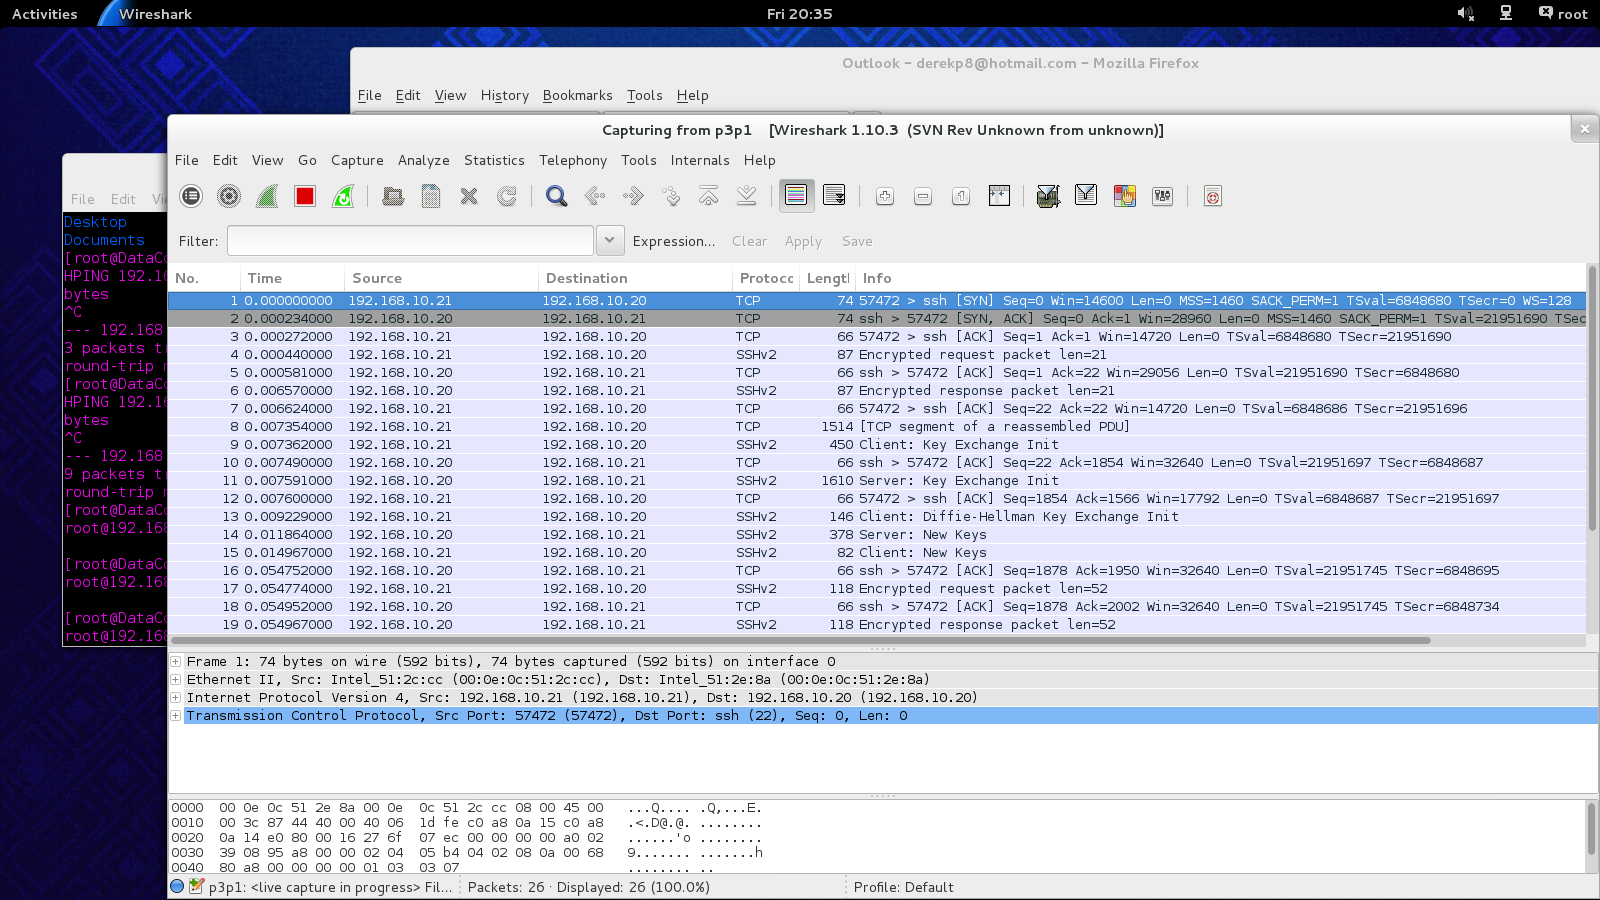 Activities Wireshark Fri 20:35 root
Outlook - derekp8@hotmail.com - Mozilla Firefox
File Edit View History Bookmarks Tools Help
Capturing from p3p1 [Wireshark 1.10.3 (SVN Rev Unknown from unknown)]
File Edit View Go Capture Analyze Statistics Telephony Tools Internals Help
File Edit
Desktop
Documents
[root@DataCo
HPING 192.16
bytes
^C
--- 192.168
3 packets tr
round-trip
[root@DataCo
HPING 192.16
bytes
^C
--- 192.168
9 packets tr
round-trip
[root@DataCo
root@192.168
[root@DataCo
root@192.168
[root@DataCo
root@192.168
Filter: Expression... Clear Apply Save
No. Time Source Destination Protocc Length Info
1 0.000000000 192.168.10.21 192.168.10.20 TCP 74 57472 > ssh [SYN] Seq=0 Win=14600 Len=0 MSS=1460 SACK_PERM=1 TSval=6848680 TSecr=0 WS=128
2 0.000234000 192.168.10.20 192.168.10.21 TCP 74 ssh > 57472 [SYN, ACK] Seq=0 Ack=1 Win=28960 Len=0 MSS=1460 SACK_PERM=1 TSval=21951690 TSec
3 0.000272000 192.168.10.21 192.168.10.20 TCP 66 57472 > ssh [ACK] Seq=1 Ack=1 Win=14720 Len=0 TSval=6848680 TSecr=21951690
4 0.000440000 192.168.10.21 192.168.10.20 SSHv2 87 Encrypted request packet len=21
5 0.000581000 192.168.10.20 192.168.10.21 TCP 66 ssh > 57472 [ACK] Seq=1 Ack=22 Win=29056 Len=0 TSval=21951690 TSecr=6848680
6 0.006570000 192.168.10.20 192.168.10.21 SSHv2 87 Encrypted response packet len=21
7 0.006624000 192.168.10.21 192.168.10.20 TCP 66 57472 > ssh [ACK] Seq=22 Ack=22 Win=14720 Len=0 TSval=6848686 TSecr=21951696
8 0.007354000 192.168.10.21 192.168.10.20 TCP 1514 [TCP segment of a reassembled PDU]
9 0.007362000 192.168.10.21 192.168.10.20 SSHv2 450 Client: Key Exchange Init
10 0.007490000 192.168.10.20 192.168.10.21 TCP 66 ssh > 57472 [ACK] Seq=22 Ack=1854 Win=32640 Len=0 TSval=21951697 TSecr=6848687
11 0.007591000 192.168.10.20 192.168.10.21 SSHv2 1610 Server: Key Exchange Init
12 0.007600000 192.168.10.21 192.168.10.20 TCP 66 57472 > ssh [ACK] Seq=1854 Ack=1566 Win=17792 Len=0 TSval=6848687 TSecr=21951697
13 0.009229000 192.168.10.21 192.168.10.20 SSHv2 146 Client: Diffie-Hellman Key Exchange Init
14 0.011864000 192.168.10.20 192.168.10.21 SSHv2 378 Server: New Keys
15 0.014967000 192.168.10.21 192.168.10.20 SSHv2 82 Client: New Keys
16 0.054752000 192.168.10.20 192.168.10.21 TCP 66 ssh > 57472 [ACK] Seq=1878 Ack=1950 Win=32640 Len=0 TSval=21951745 TSecr=6848695
17 0.054774000 192.168.10.21 192.168.10.20 SSHv2 118 Encrypted request packet len=52
18 0.054952000 192.168.10.20 192.168.10.21 TCP 66 ssh > 57472 [ACK] Seq=1878 Ack=2002 Win=32640 Len=0 TSval=21951745 TSecr=6848734
19 0.054967000 192.168.10.20 192.168.10.21 SSHv2 118 Encrypted response packet len=52
Frame 1: 74 bytes on wire (592 bits), 74 bytes captured (592 bits) on interface 0
Ethernet II, Src: Intel_51:2c:cc (00:0e:0c:51:2c:cc), Dst: Intel_51:2e:8a (00:0e:0c:51:2e:8a)
Internet Protocol Version 4, Src: 192.168.10.21 (192.168.10.21), Dst: 192.168.10.20 (192.168.10.20)
Transmission Control Protocol, Src Port: 57472 (57472), Dst Port: ssh (22), Seq: 0, Len: 0
0000 00 0e 0c 51 2e 8a 00 0e 0c 51 2c cc 08 00 45 00 ...Q.... .Q,...E.
0010 00 3c 87 44 40 00 40 06 1d fe c0 a8 0a 15 c0 a8 .<.D@.@. ........
0020 0a 14 e0 80 00 16 27 6f 07 ec 00 00 00 00 a0 02 ......'o ........
0030 39 08 95 a8 00 00 02 04 05 b4 04 02 08 0a 00 68 9....... .......h
0040 80 a8 00 00 00 00 01 03 03 07 ........ ..
p3p1: <live capture in progress> Fil... Packets: 26 · Displayed: 26 (100.0%) Profile: Default